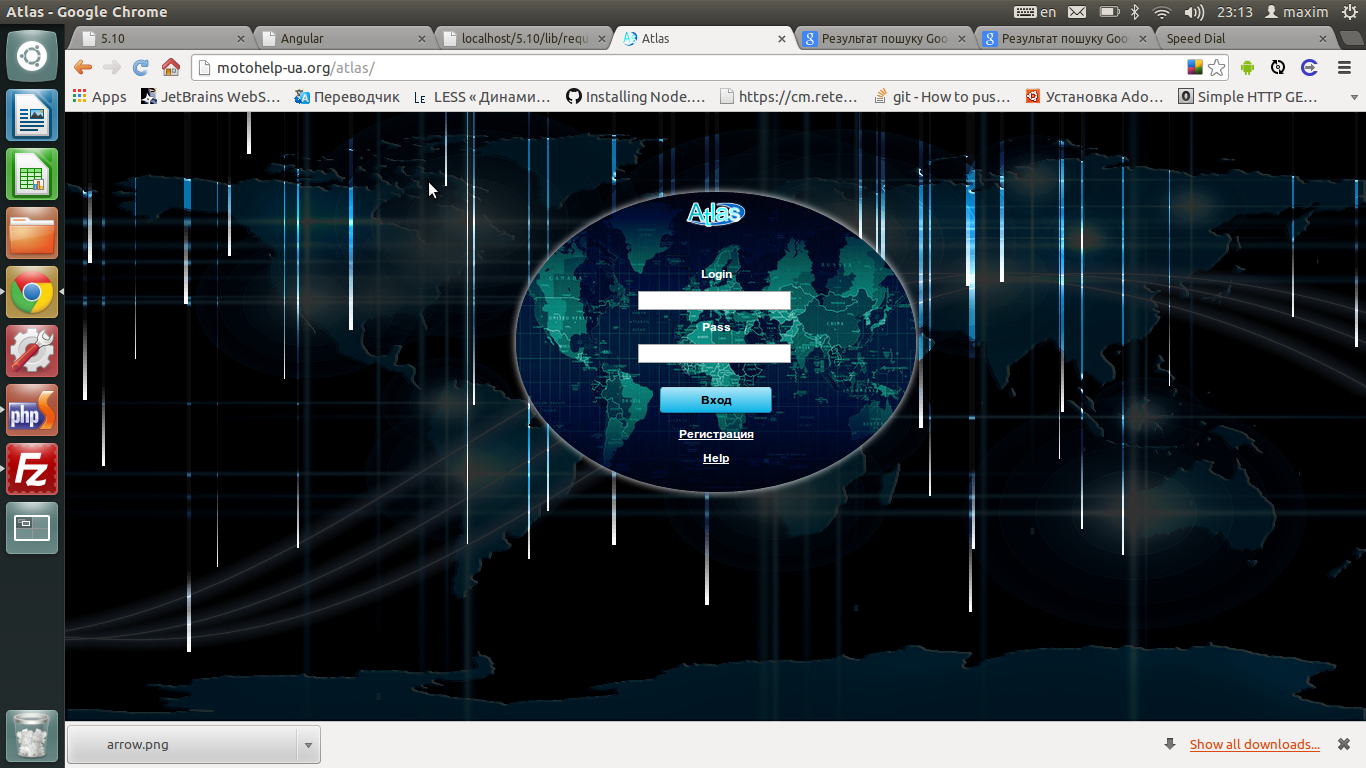 Atlas - Google Chrome
en
23:13
maxim
5.10
Angular
localhost/5.10/lib/requ
Atlas
Результат пошуку Goo
Результат пошуку Goo
Speed Dial
motohelp-ua.org/atlas/
Apps
JetBrains WebS...
Переводчик
LESS « Динами...
Installing Node....
https://cm.rete...
git - How to pus...
Установка Ado...
Simple HTTP GE...
Atlas
Login
Pass
Вход
Регистрация
Help
arrow.png
Show all downloads...